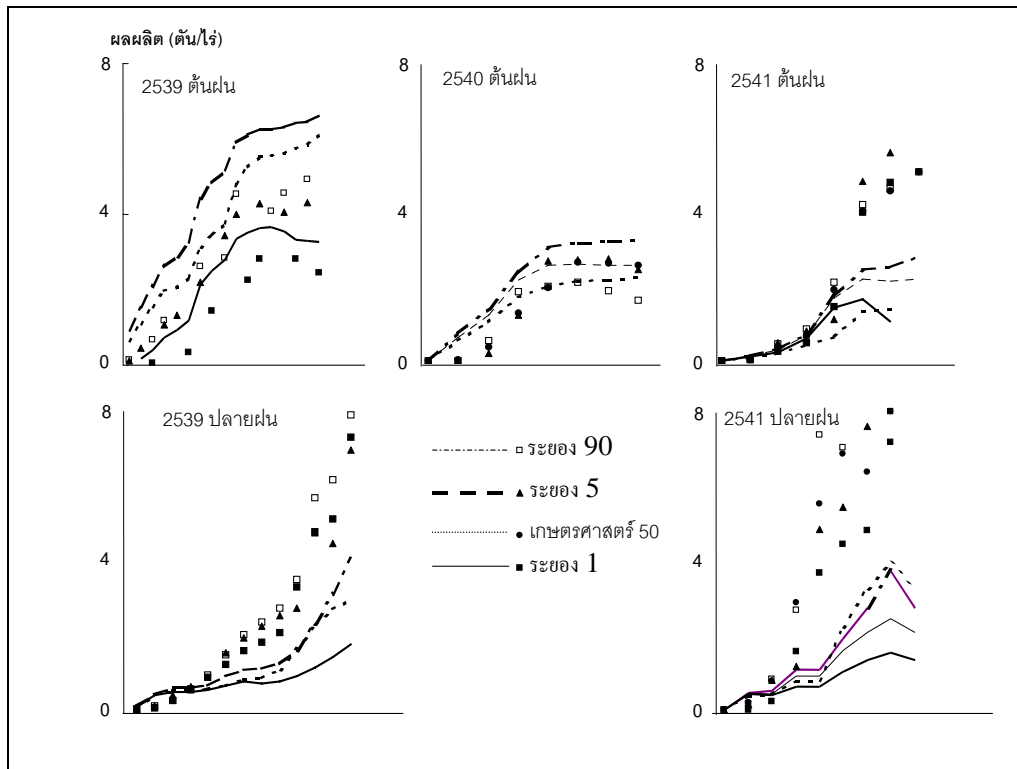 ผลผลิต (ตัน/ไร่)
8
4
0
2539 ต้นฝน
8
4
0
2540 ต้นฝน
8
4
0
2541 ต้นฝน
8
4
0
2539 ปลายฝน
ระยอง 90
ระยอง 5
เกษตรศาสตร์ 50
ระยอง 1
8
4
0
2541 ปลายฝน